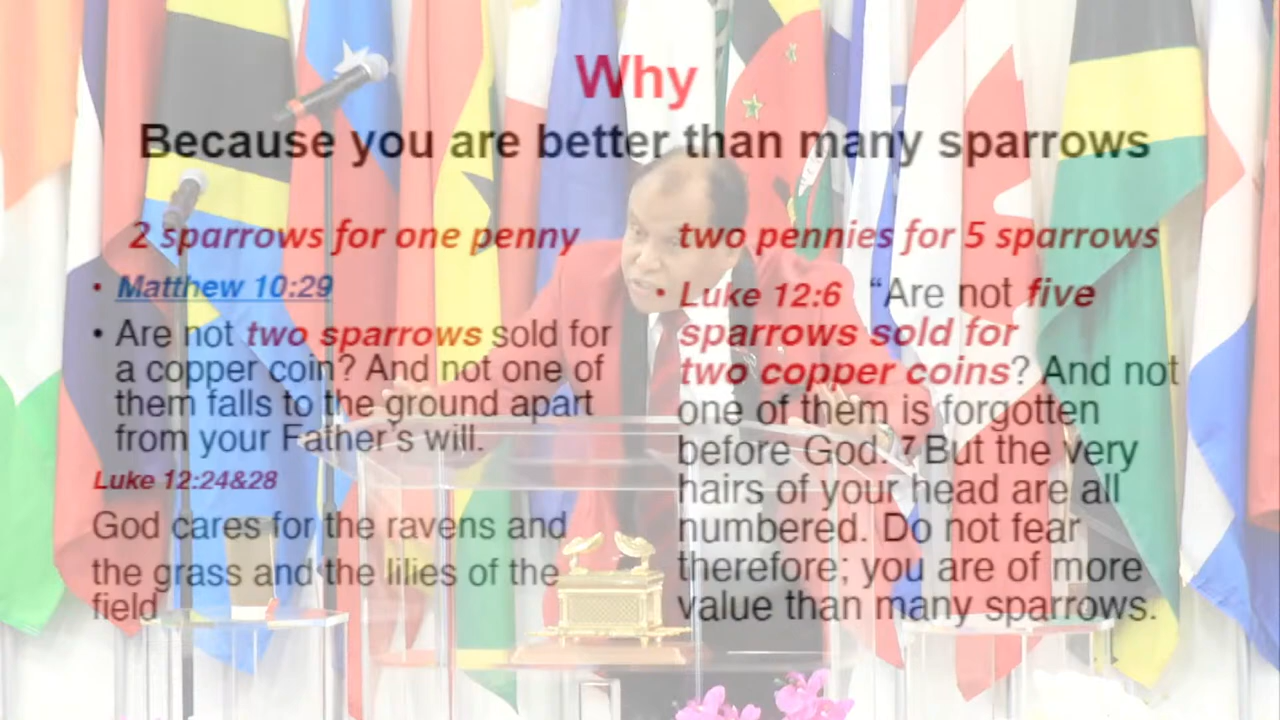 Why
Because you are better than many sparrows
2 sparrows for one penny
• Matthew 10:29
• Are not two sparrows sold for
a copper coin? And not one of
them falls to the ground apart
from your Father's will.
Luke 12:24&28
God cares for the ravens and
the grass and the lilies of the
field
two pennies for 5 sparrows
• Luke 12:6 “Are not five
sparrows sold for
two copper coins? And not
one of them is forgotten
before God. 7 But the very
hairs of your head are all
numbered. Do not fear
therefore; you are of more
value than many sparrows.